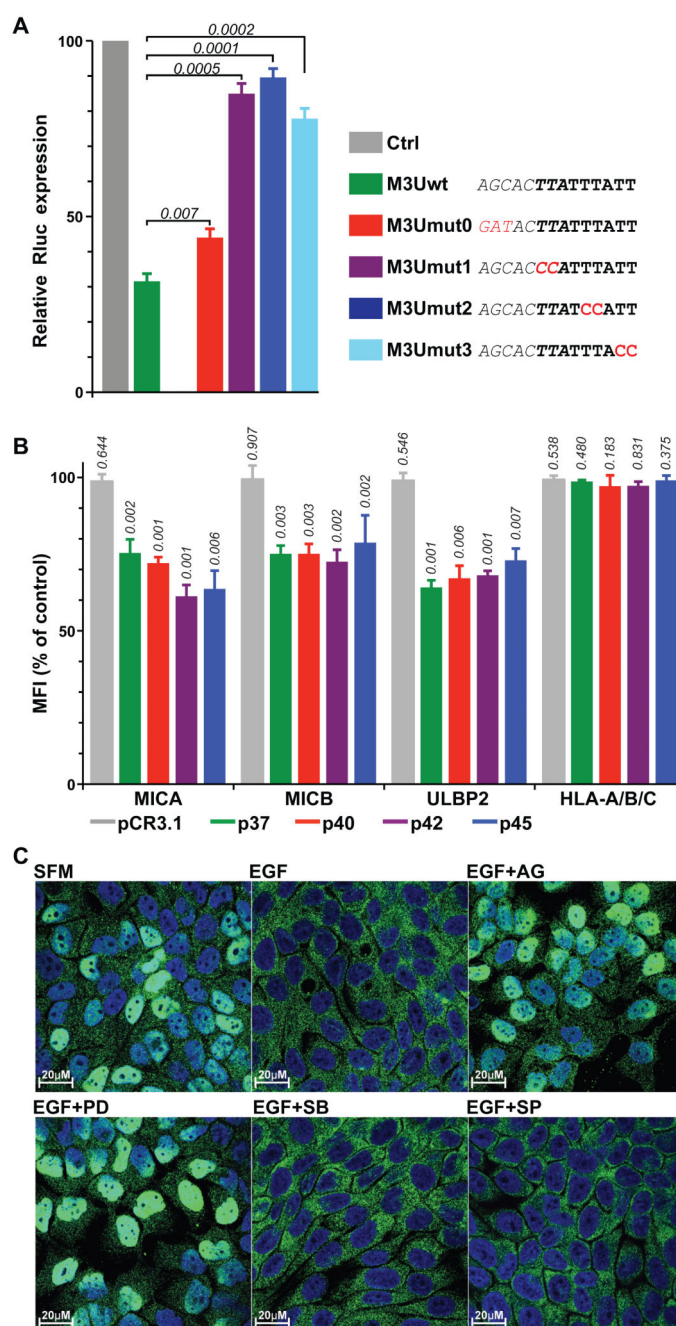 A
0.0002
0.0001
0.0005
0.007
100
50
0
Relative Rluc expression
Ctrl
M3Uwt AGCACTTATTTATT
M3Umut0 GATACTTATTTATT
M3Umut1 AGCACCCATTTATT
M3Umut2 AGCACTTATCCATT
M3Umut3 AGCACTTATTTACC
B
0.644 0.002 0.001 0.001 0.006 0.907 0.003 0.003 0.002 0.002 0.546 0.001 0.006 0.001 0.007 0.538 0.480 0.183 0.831 0.375
100
50
0
MFI (% of control)
MICA MICB ULBP2 HLA-A/B/C
pCR3.1 p37 p40 p42 p45
C
SFM EGF EGF+AG
20µM 20µM 20µM
EGF+PD EGF+SB EGF+SP
20µM 20µM 20µM